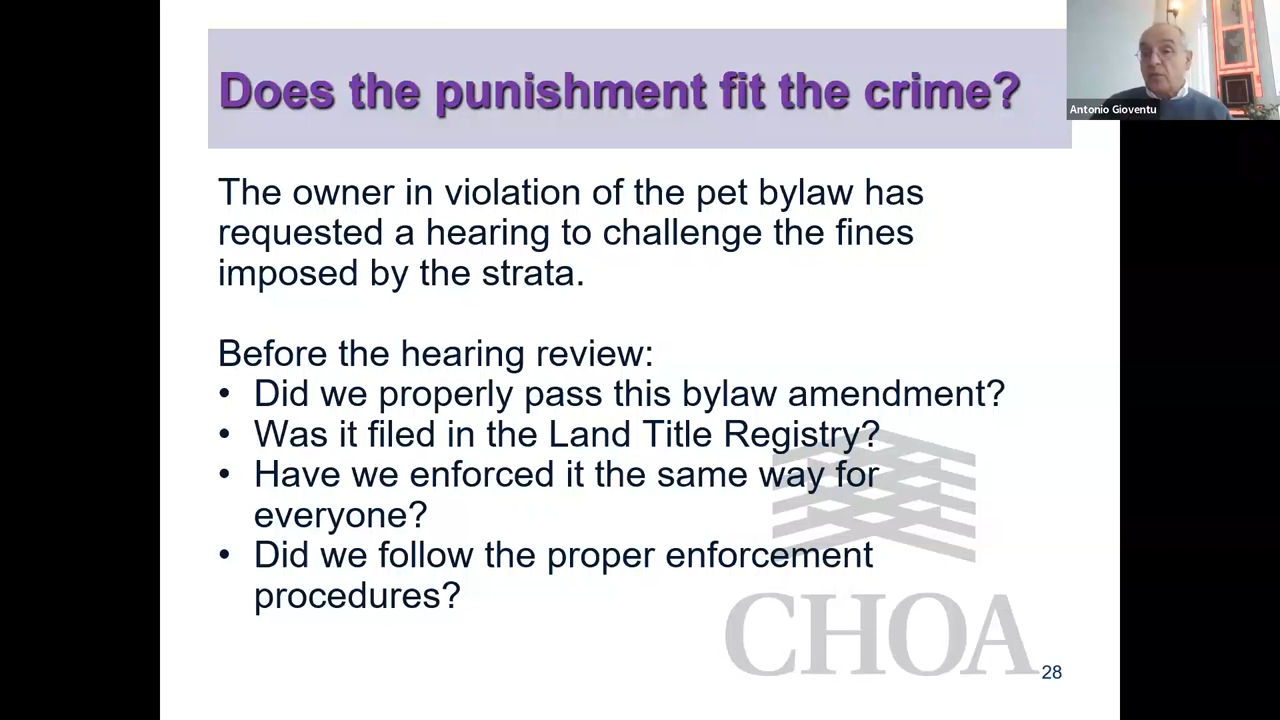 Does the punishment fit the crime?
Antonio Gioventu
The owner in violation of the pet bylaw has
requested a hearing to challenge the fines
imposed by the strata.
Before the hearing review:
• Did we properly pass this bylaw amendment?
• Was it filed in the Land Title Registry?
• Have we enforced it the same way for
everyone?
• Did we follow the proper enforcement
procedures?
CHOA
28